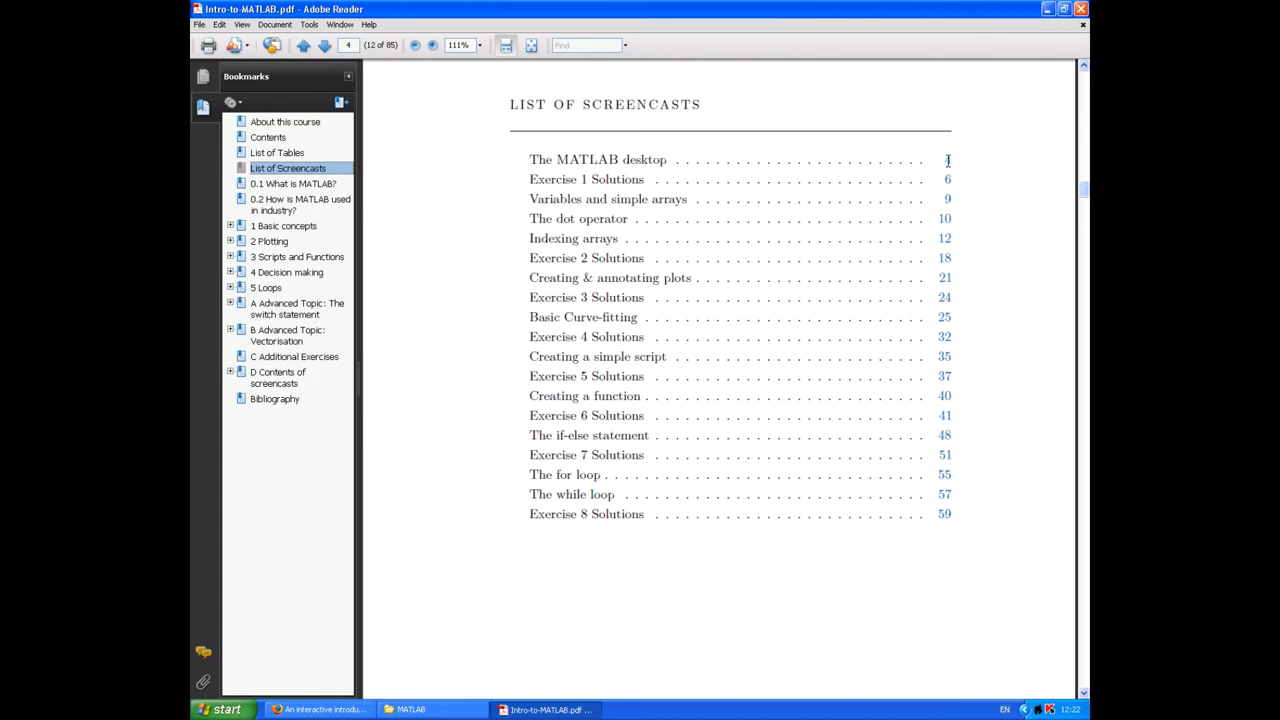 Intro-to-MATLAB.pdf - Adobe Reader
File Edit View Document Tools Window Help
4 (12 of 85) 111% Find
Bookmarks
About this course
Contents
List of Tables
List of Screencasts
0.1 What is MATLAB?
0.2 How is MATLAB used
in industry?
1 Basic concepts
2 Plotting
3 Scripts and Functions
4 Decision making
5 Loops
A Advanced Topic: The
switch statement
B Advanced Topic:
Vectorisation
C Additional Exercises
D Contents of
screencasts
Bibliography
LIST OF SCREENCASTS
The MATLAB desktop . . . . . . . . . . . . . . . . . . . . . . . . .
Exercise 1 Solutions . . . . . . . . . . . . . . . . . . . . . . . . . . 6
Variables and simple arrays . . . . . . . . . . . . . . . . . . . . . . 9
The dot operator . . . . . . . . . . . . . . . . . . . . . . . . . . . 10
Indexing arrays . . . . . . . . . . . . . . . . . . . . . . . . . . . . 12
Exercise 2 Solutions . . . . . . . . . . . . . . . . . . . . . . . . . . 18
Creating & annotating plots . . . . . . . . . . . . . . . . . . . . . . 21
Exercise 3 Solutions . . . . . . . . . . . . . . . . . . . . . . . . . . 24
Basic Curve-fitting . . . . . . . . . . . . . . . . . . . . . . . . . . 25
Exercise 4 Solutions . . . . . . . . . . . . . . . . . . . . . . . . . . 32
Creating a simple script . . . . . . . . . . . . . . . . . . . . . . . . 35
Exercise 5 Solutions . . . . . . . . . . . . . . . . . . . . . . . . . . 37
Creating a function . . . . . . . . . . . . . . . . . . . . . . . . . . 40
Exercise 6 Solutions . . . . . . . . . . . . . . . . . . . . . . . . . . 41
The if-else statement . . . . . . . . . . . . . . . . . . . . . . . . . 48
Exercise 7 Solutions . . . . . . . . . . . . . . . . . . . . . . . . . . 51
The for loop . . . . . . . . . . . . . . . . . . . . . . . . . . . . . . 55
The while loop . . . . . . . . . . . . . . . . . . . . . . . . . . . . 57
Exercise 8 Solutions . . . . . . . . . . . . . . . . . . . . . . . . . . 59
start An interactive introdu... MATLAB Intro-to-MATLAB.pdf ... EN 12:22